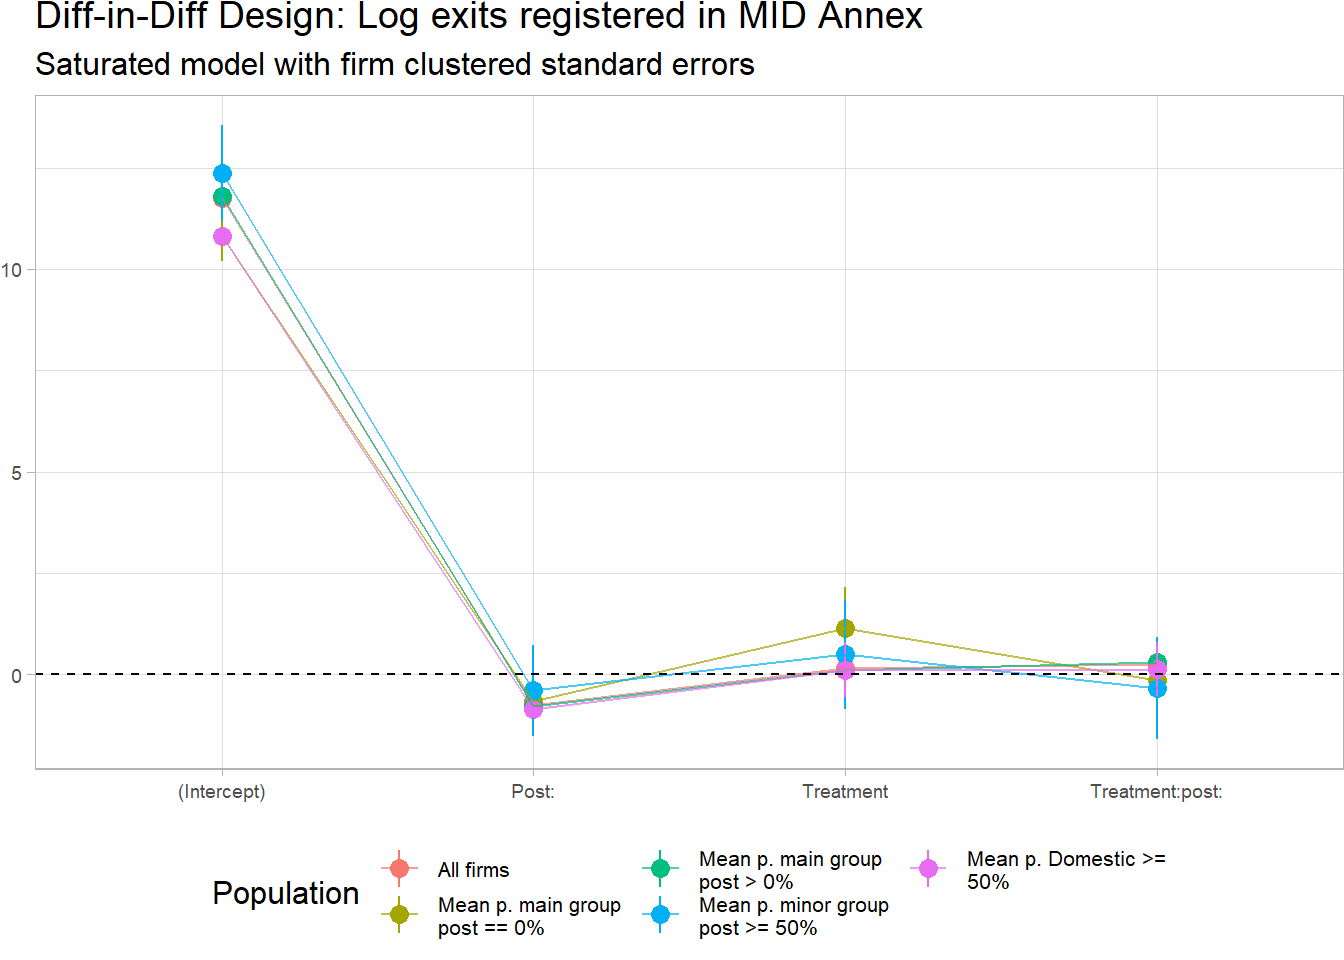 Diff-in-Diff Design: Log exits registered in MID Annex
Saturated model with firm clustered standard errors
10
5
0
(Intercept)
Post:
Treatment
Treatment:post:
Population
All firms
Mean p. main group
post == 0%
Mean p. main group
post > 0%
Mean p. minor group
post >= 50%
Mean p. Domestic >=
50%